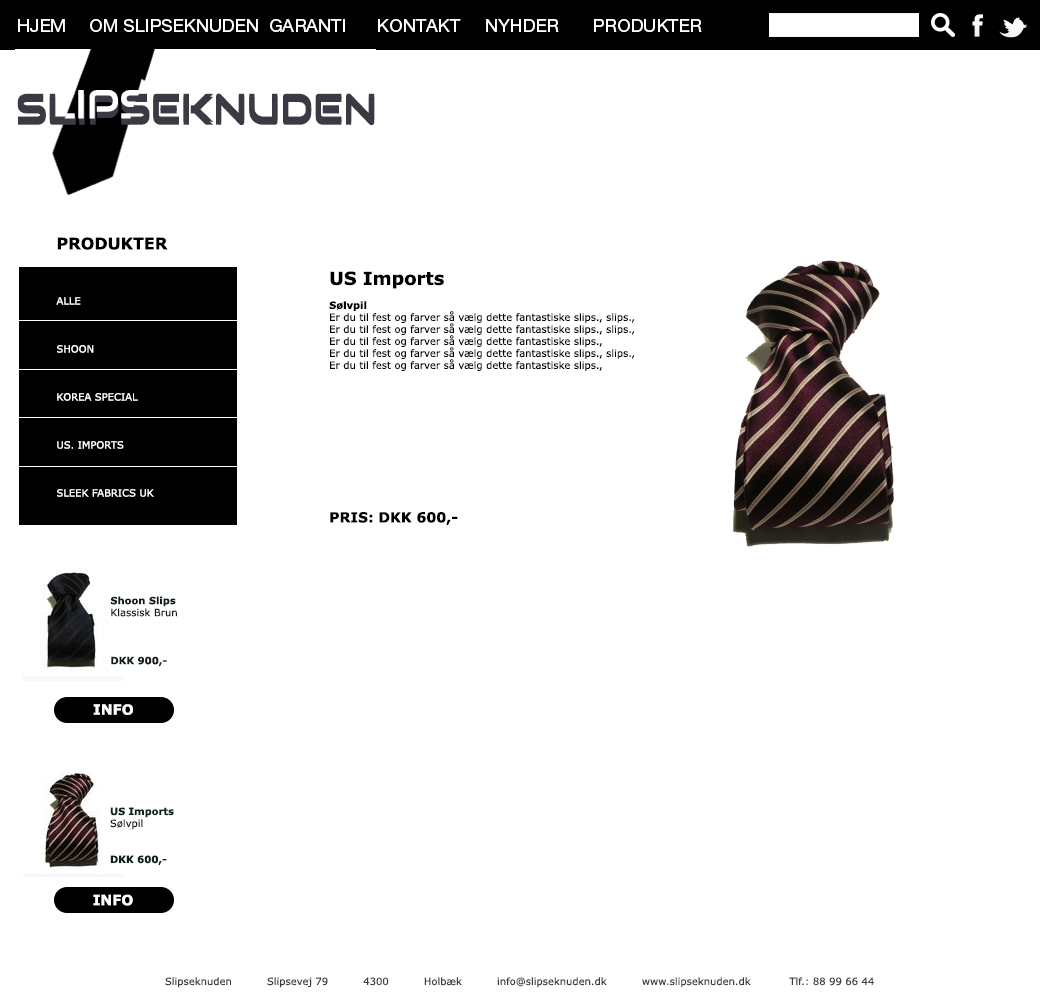 HJEM OM SLIPSEKNUDEN GARANTI KONTAKT NYHDER PRODUKTER
SLIPSEKNUDEN
PRODUKTER
ALLE
SHOON
KOREA SPECIAL
US. IMPORTS
SLEEK FABRICS UK
US Imports
Sølvpil
Er du til fest og farver så vælg dette fantastiske slips., slips.,
Er du til fest og farver så vælg dette fantastiske slips., slips.,
Er du til fest og farver så vælg dette fantastiske slips.,
Er du til fest og farver så vælg dette fantastiske slips., slips.,
Er du til fest og farver så vælg dette fantastiske slips.,
PRIS: DKK 600,-
Shoon Slips
Klassisk Brun
DKK 900,-
INFO
US Imports
Sølvpil
DKK 600,-
INFO
Slipseknuden Slipsevej 79 4300 Holbæk info@slipseknuden.dk www.slipseknuden.dk Tlf.: 88 99 66 44